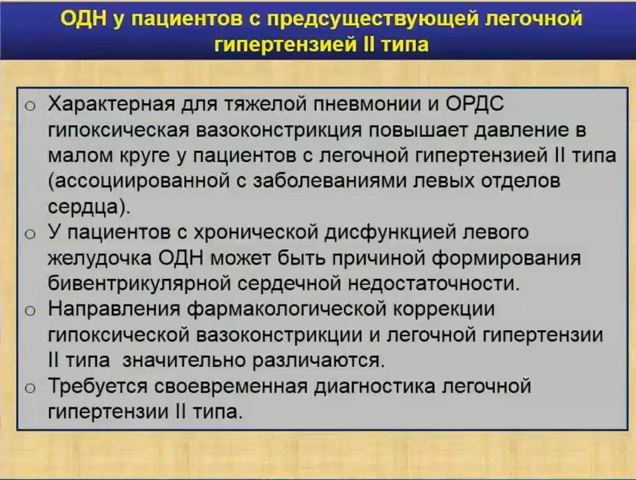 ОДН у пациентов с предсуществующей легочной
гипертензией II типа
o Характерная для тяжелой пневмонии и ОРДС
гипоксическая вазоконстрикция повышает давление в
малом круге у пациентов с легочной гипертензией II типа
(ассоциированной с заболеваниями левых отделов
сердца).
o У пациентов с хронической дисфункцией левого
желудочка ОДН может быть причиной формирования
бивентрикулярной сердечной недостаточности.
o Направления фармакологической коррекции
гипоксической вазоконстрикции и легочной гипертензии
II типа значительно различаются.
o Требуется своевременная диагностика легочной
гипертензии II типа.